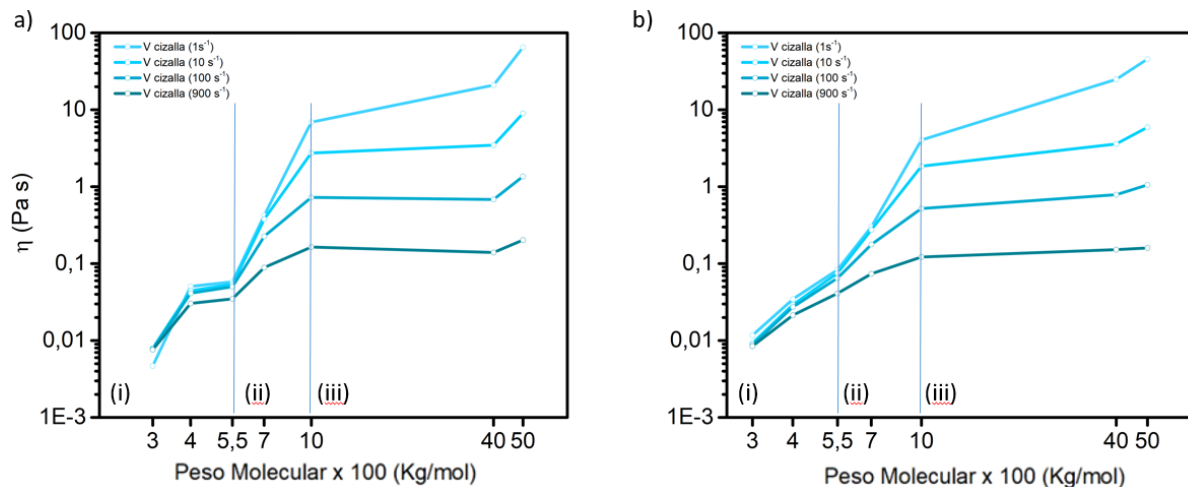 a)
100
10
1
0,1
0,01
1E-3
η (Pa s)
V cizalla (1s⁻¹)
V cizalla (10 s⁻¹)
V cizalla (100 s⁻¹)
V cizalla (900 s⁻¹)
(i) (ii) (iii)
3 4 5,5 7 10 40 50
Peso Molecular x 100 (Kg/mol)
b)
100
10
1
0,1
0,01
1E-3
η (Pa s)
V cizalla (1s⁻¹)
V cizalla (10 s⁻¹)
V cizalla (100 s⁻¹)
V cizalla (900 s⁻¹)
(i) (ii) (iii)
3 4 5,5 7 10 40 50
Peso Molecular x 100 (Kg/mol)